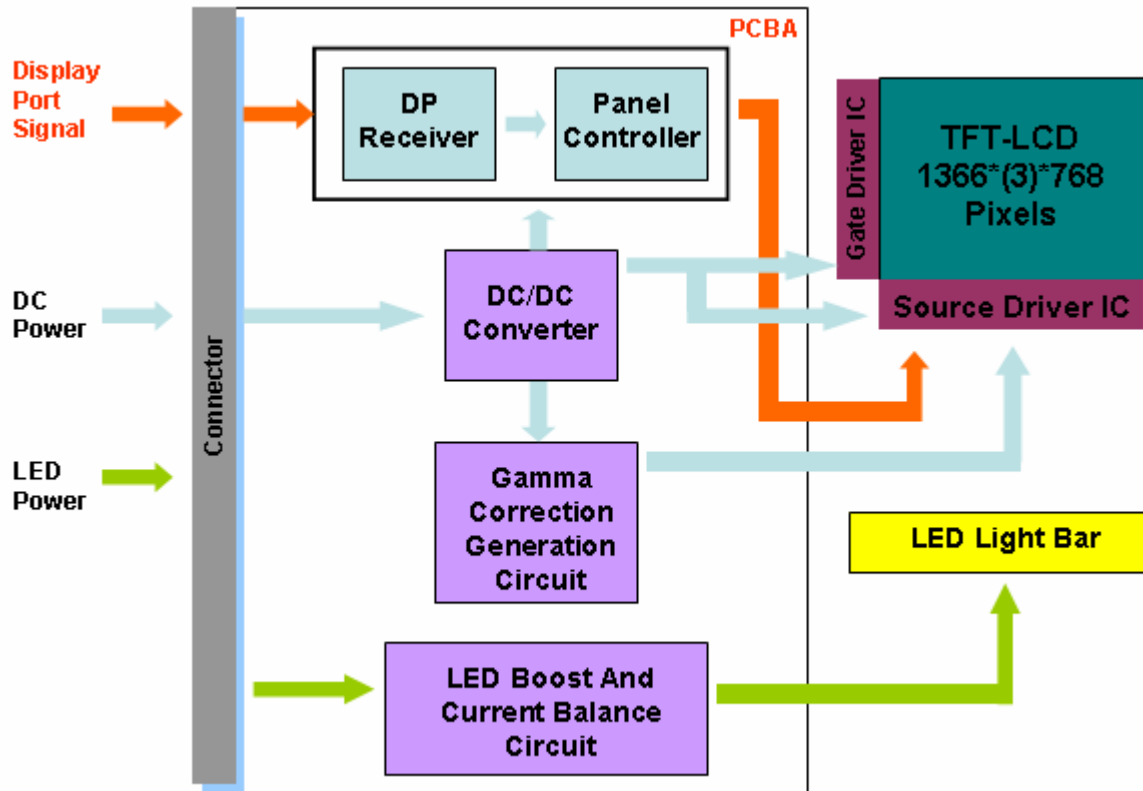 PCBA
Display
Port
Signal
DP
Receiver
Panel
Controller
Gate Driver IC
TFT-LCD
1366*(3)*768
Pixels
Source Driver IC
DC
Power
DC/DC
Converter
Connector
LED
Power
Gamma
Correction
Generation
Circuit
LED Light Bar
LED Boost And
Current Balance
Circuit